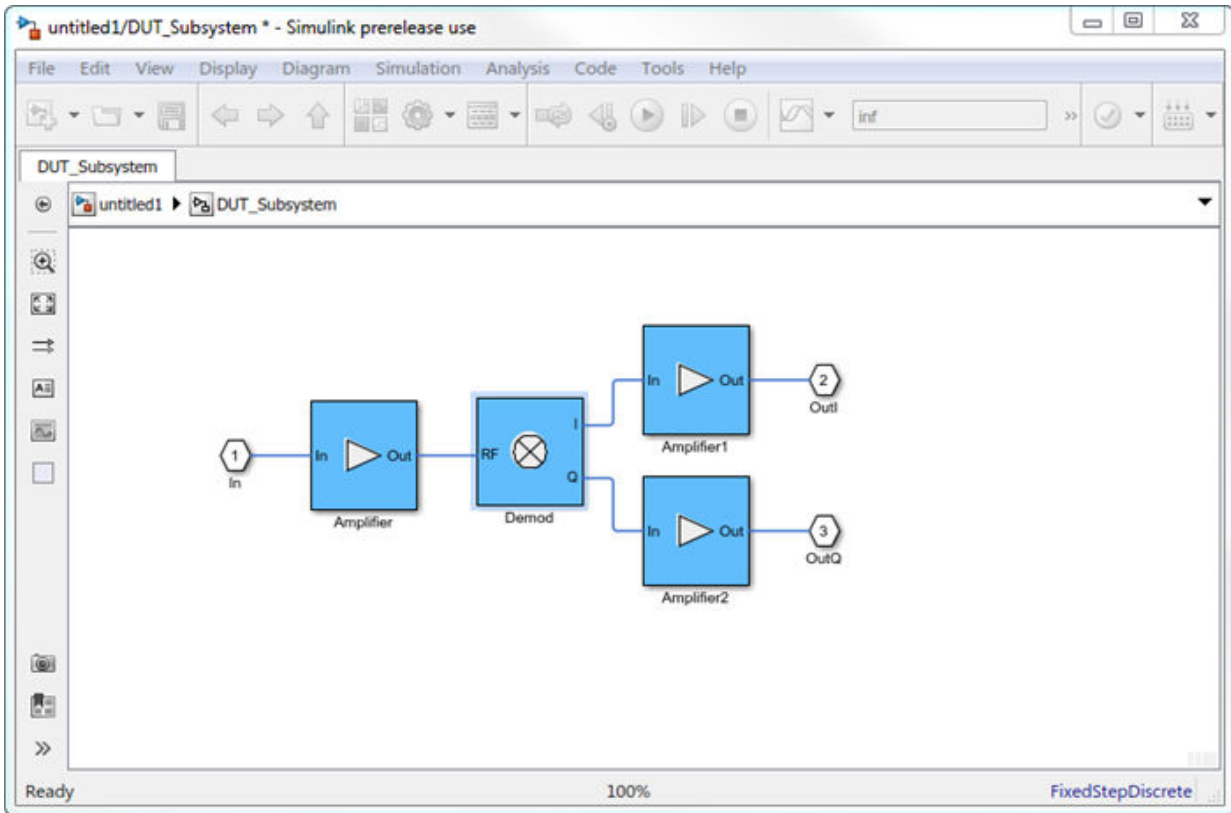 untitled1/DUT_Subsystem * - Simulink prerelease use
File Edit View Display Diagram Simulation Analysis Code Tools Help
inf »
DUT_Subsystem
untitled1 DUT_Subsystem
In Out
Amplifier1
2
OutI
1
In
In Out
Amplifier
RF I Q
Demod
In Out
Amplifier2
3
OutQ
Ready 100% FixedStepDiscrete